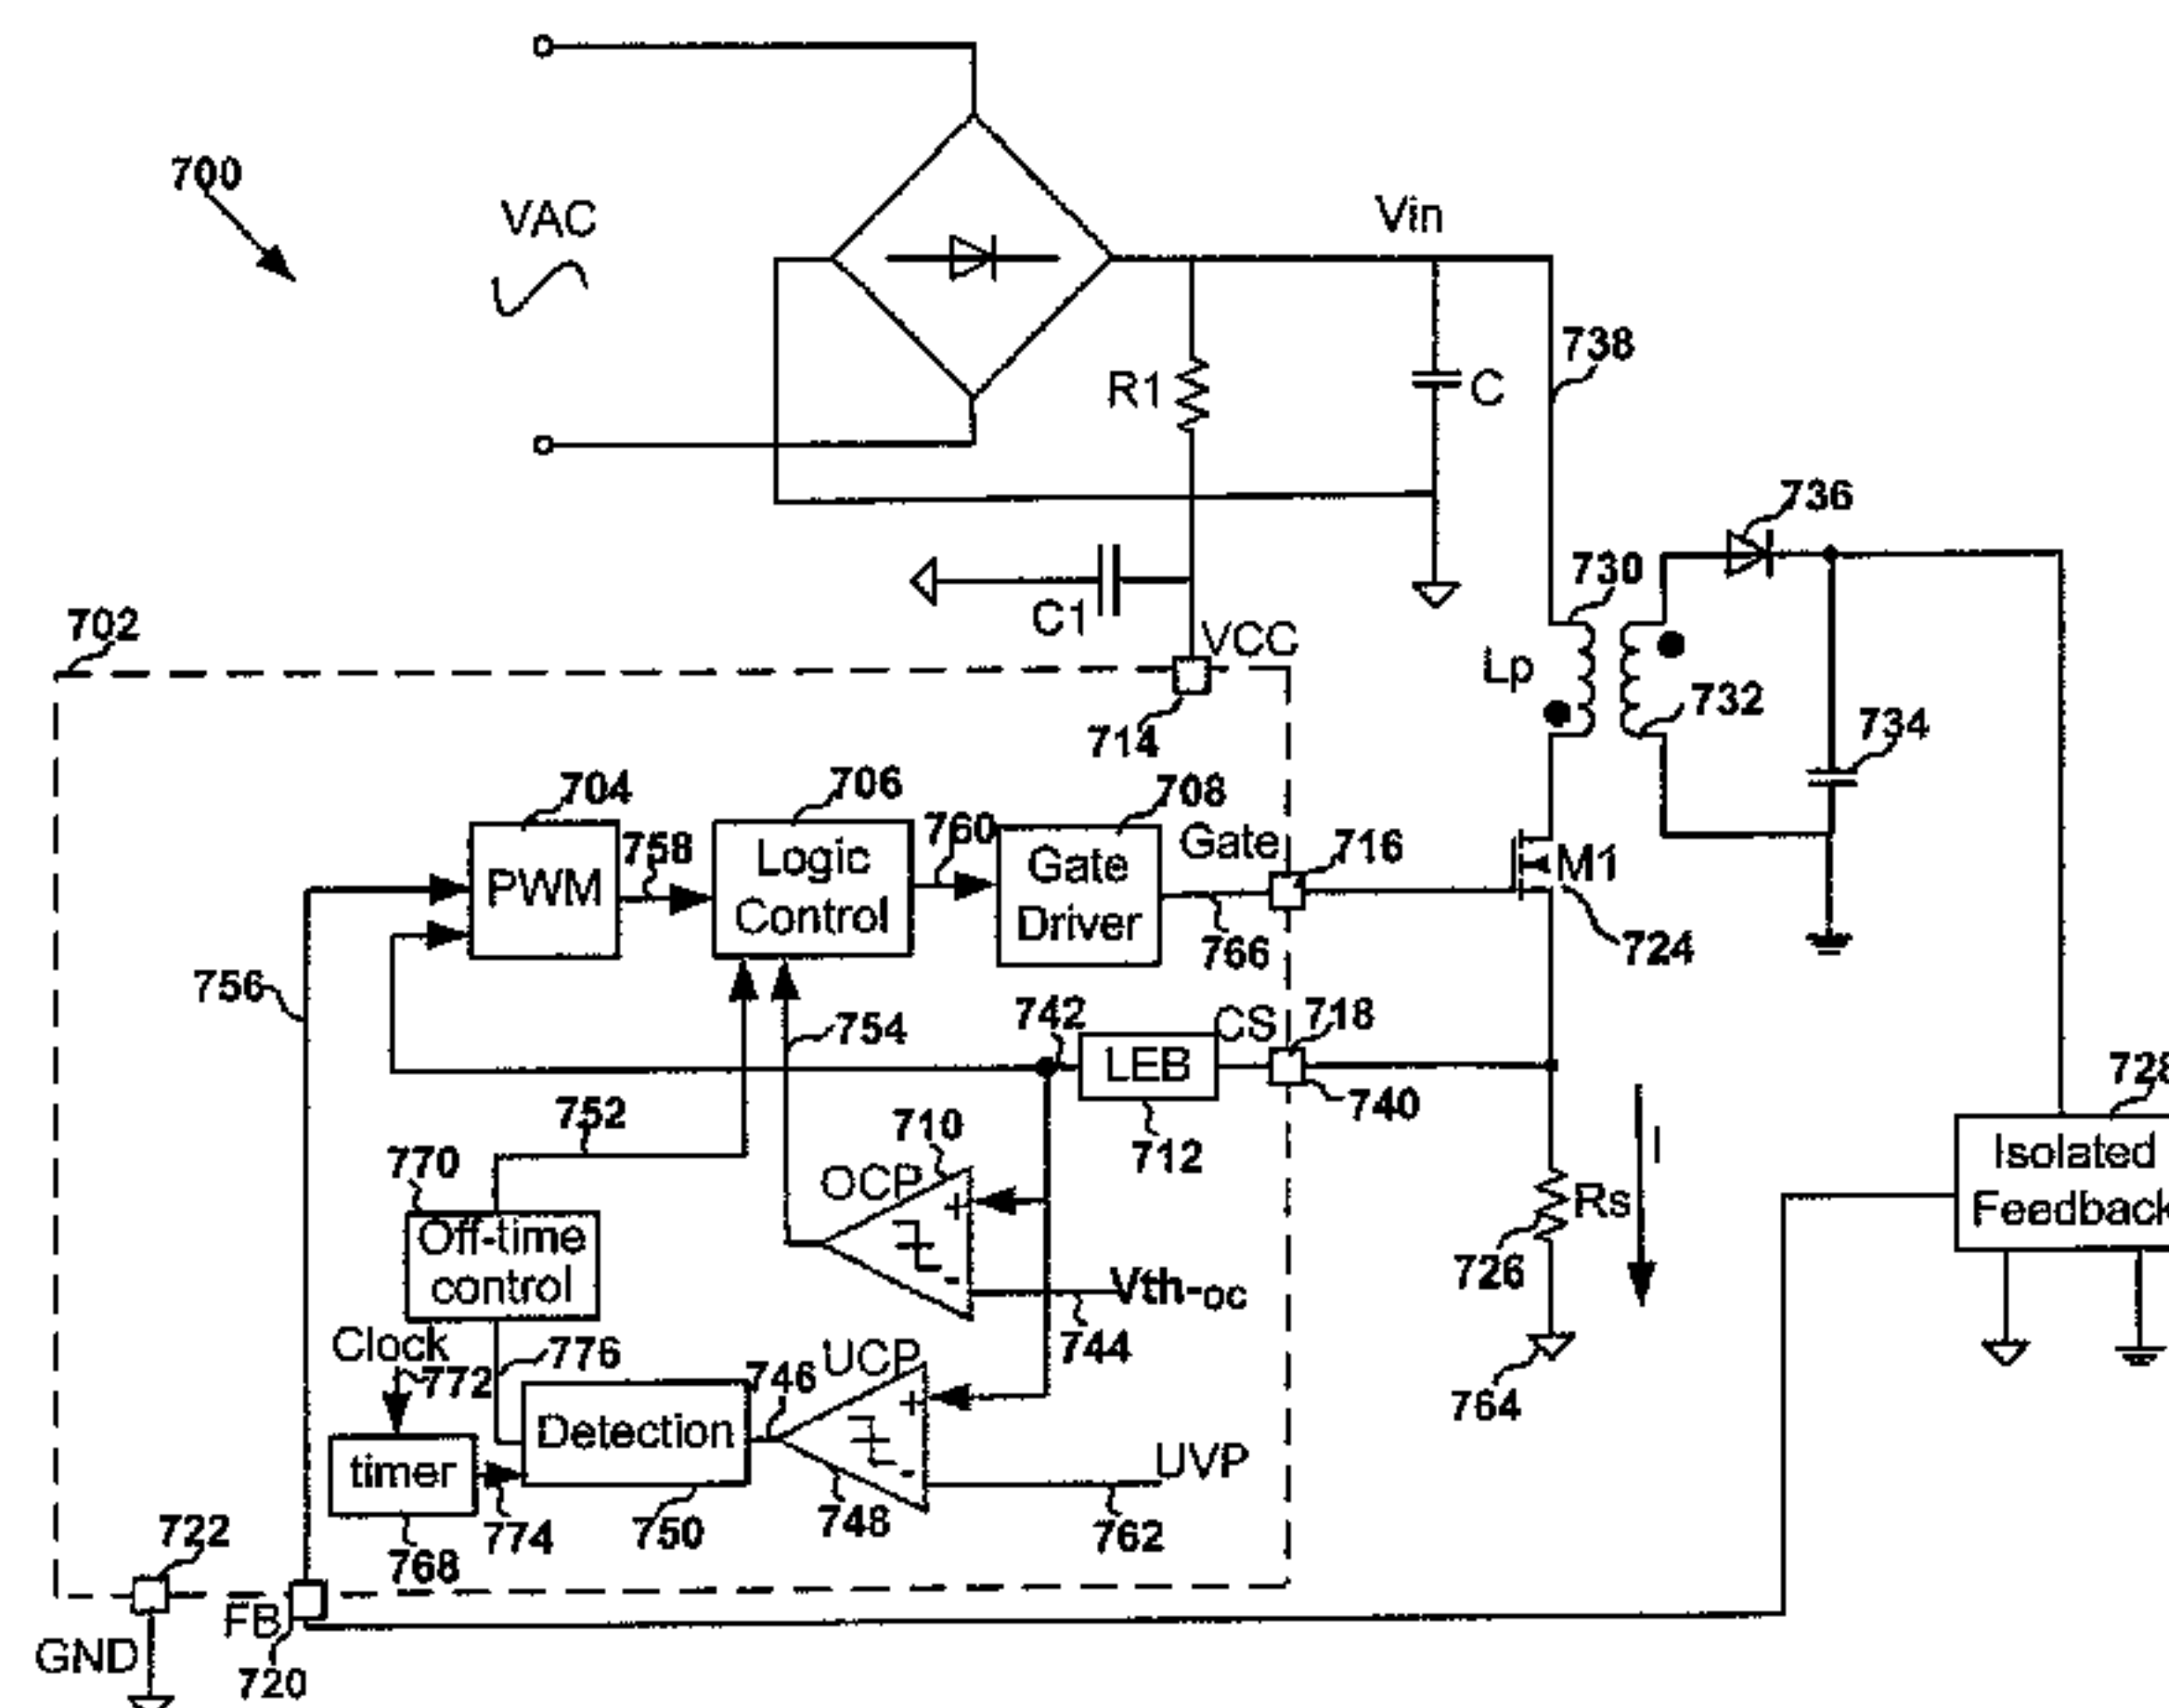 700
VAC
Vin
738
R1
C
736
730
C1
702
VCC
Lp
714
732
734
704
706
708
758
760
Gate
716
PWM
Logic
Control
Gate
Driver
M1
766
724
756
754
742
CS
718
LEB
740
728
752
710
712
I
Isolated
Feedback
770
OCP
Rs
Off-time
control
726
Vth-oc
744
Clock
776
UCP
772
746
764
Detection
timer
UVP
722
774
750
748
762
768
FB
GND
720